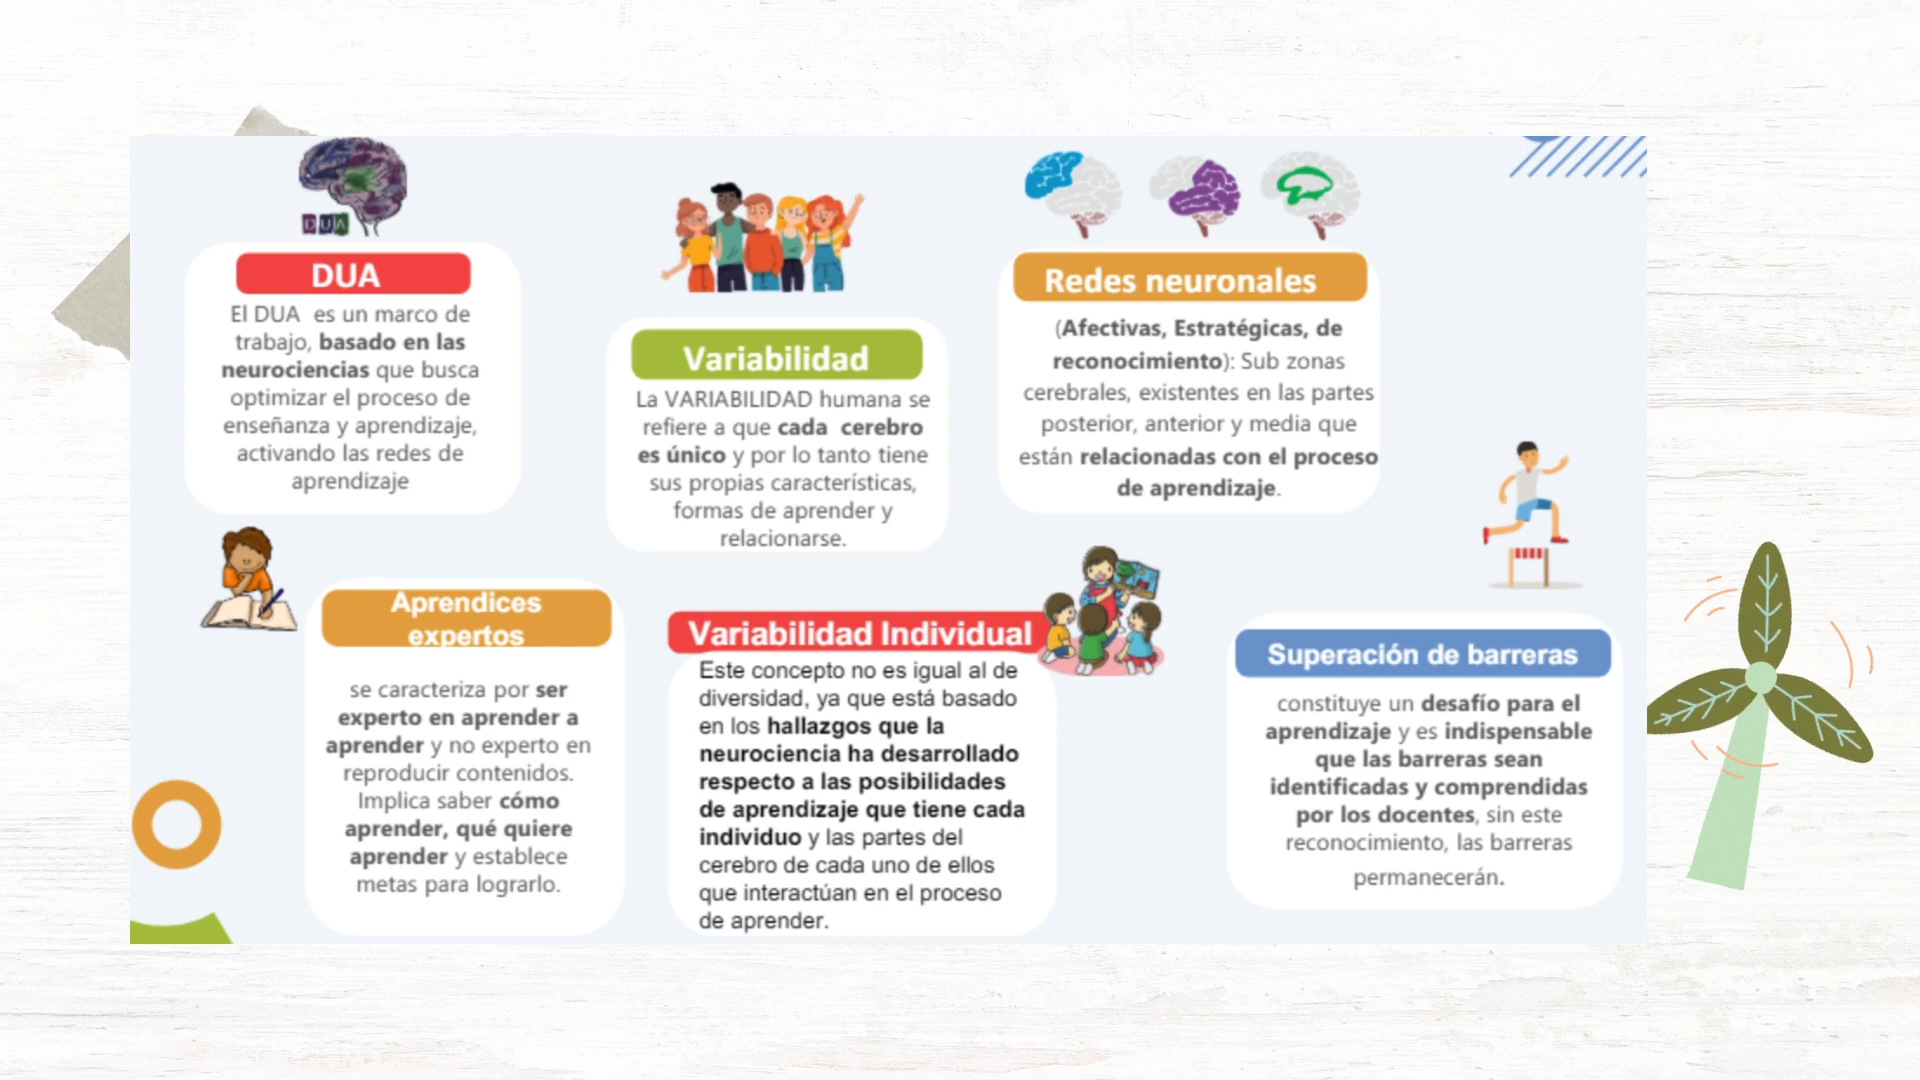 DUA
DUA
El DUA es un marco de
trabajo, basado en las
neurociencias que busca
optimizar el proceso de
enseñanza y aprendizaje,
activando las redes de
aprendizaje
Variabilidad
La VARIABILIDAD humana se
refiere a que cada cerebro
es único y por lo tanto tiene
sus propias características,
formas de aprender y
relacionarse.
Redes neuronales
(Afectivas, Estratégicas, de
reconocimiento): Sub zonas
cerebrales, existentes en las partes
posterior, anterior y media que
están relacionadas con el proceso
de aprendizaje.
Aprendices
expertos
se caracteriza por ser
experto en aprender a
aprender y no experto en
reproducir contenidos.
Implica saber cómo
aprender, qué quiere
aprender y establece
metas para lograrlo.
Variabilidad Individual
Este concepto no es igual al de
diversidad, ya que está basado
en los hallazgos que la
neurociencia ha desarrollado
respecto a las posibilidades
de aprendizaje que tiene cada
individuo y las partes del
cerebro de cada uno de ellos
que interactúan en el proceso
de aprender.
Superación de barreras
constituye un desafío para el
aprendizaje y es indispensable
que las barreras sean
identificadas y comprendidas
por los docentes, sin este
reconocimiento, las barreras
permanecerán.